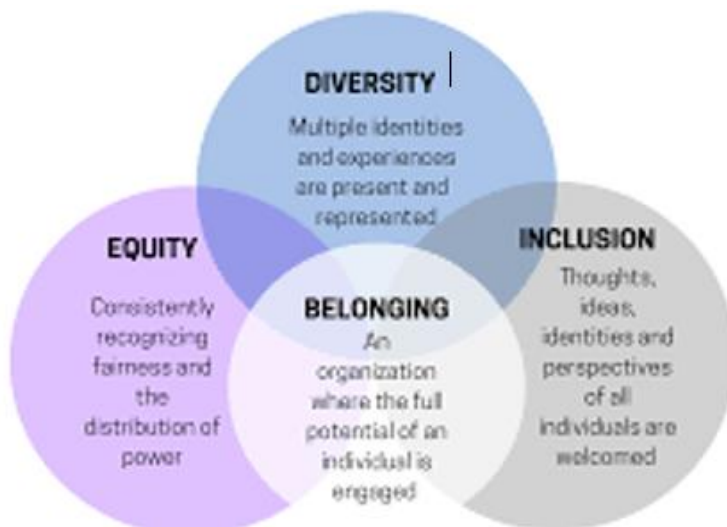 DIVERSITY
Multiple identities
and experiences
are present and
represented
EQUITY
Consistently
recognizing
fairness and
the
distribution of
power
BELONGING
An
organization
where the full
potential of an
individual is
engaged
INCLUSION
Thoughts,
ideas,
identities and
perspectives
of all
individuals are
welcomed